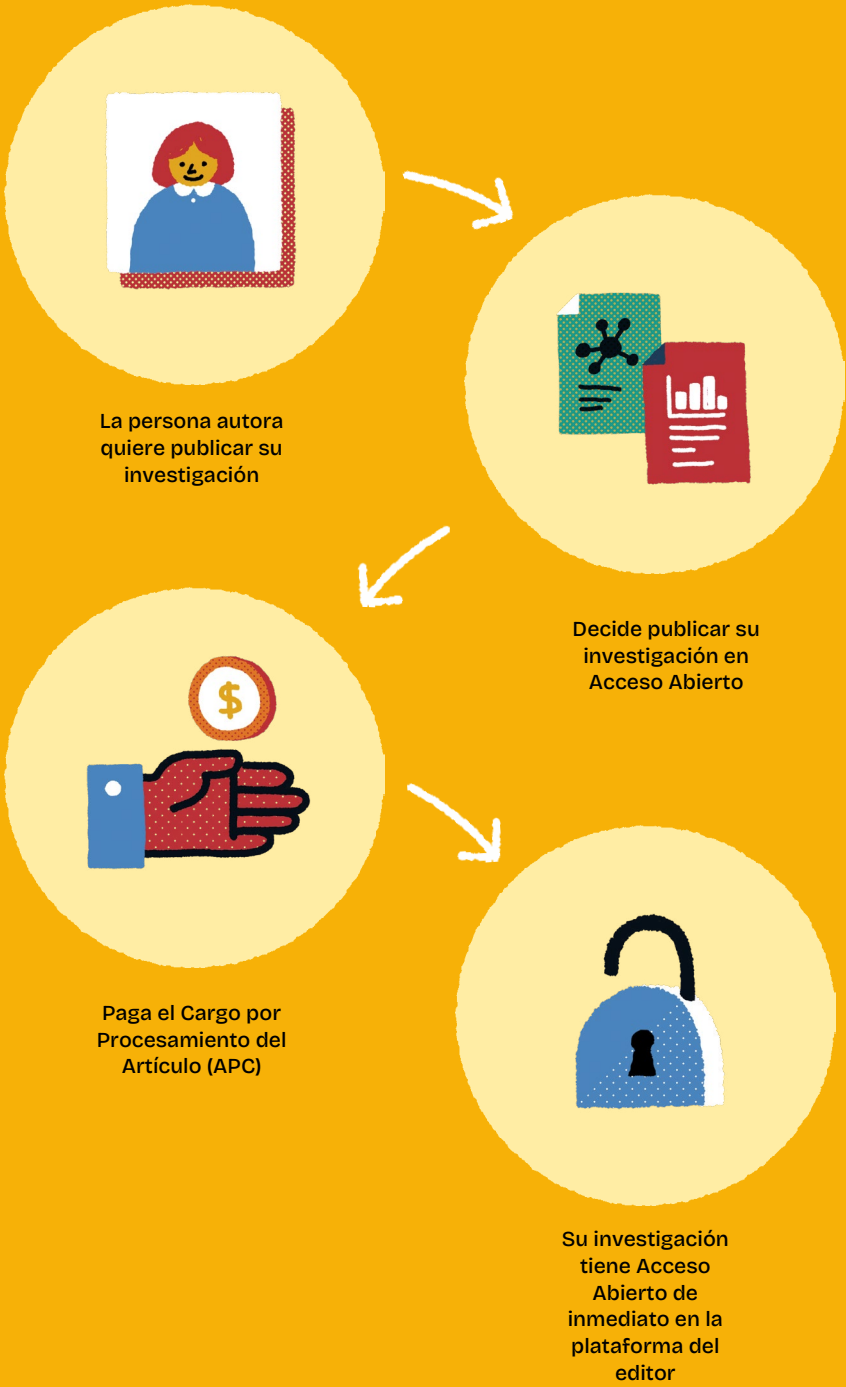 La persona autora
quiere publicar su
investigación
Decide publicar su
investigación en
Acceso Abierto
$
Paga el Cargo por
Procesamiento del
Artículo (APC)
Su investigación
tiene Acceso
Abierto de
inmediato en la
plataforma del
editor